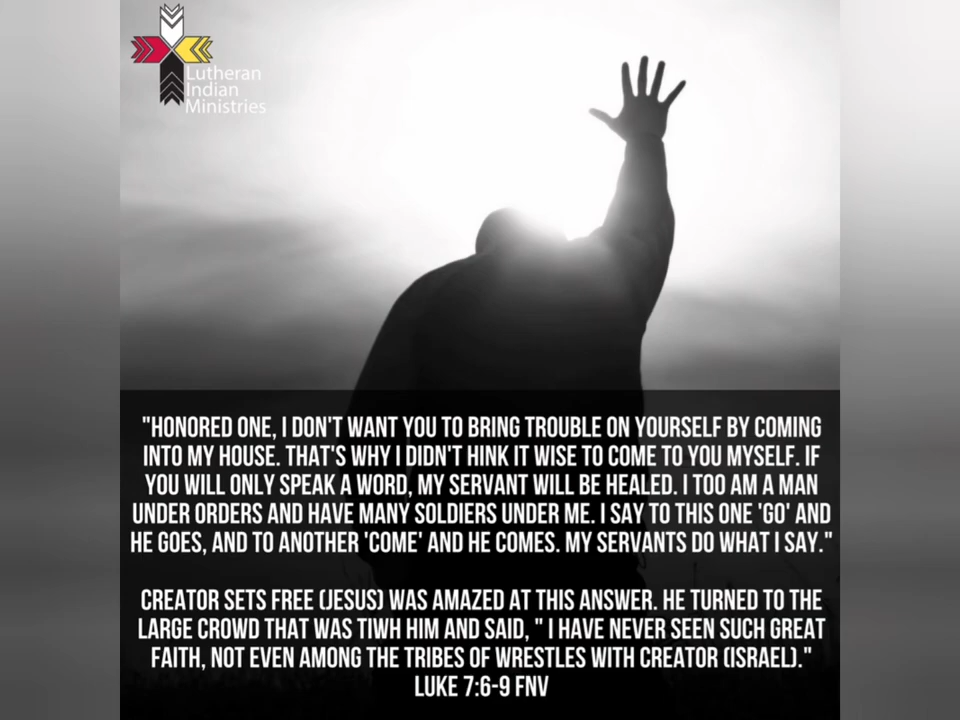 Lutheran
Indian
Ministries
"HONORED ONE, I DON'T WANT YOU TO BRING TROUBLE ON YOURSELF BY COMING
INTO MY HOUSE. THAT'S WHY I DIDN'T HINK IT WISE TO COME TO YOU MYSELF. IF
YOU WILL ONLY SPEAK A WORD, MY SERVANT WILL BE HEALED. I TOO AM A MAN
UNDER ORDERS AND HAVE MANY SOLDIERS UNDER ME. I SAY TO THIS ONE 'GO' AND
HE GOES, AND TO ANOTHER 'COME' AND HE COMES. MY SERVANTS DO WHAT I SAY."
CREATOR SETS FREE (JESUS) WAS AMAZED AT THIS ANSWER. HE TURNED TO THE
LARGE CROWD THAT WAS TIWH HIM AND SAID, " I HAVE NEVER SEEN SUCH GREAT
FAITH, NOT EVEN AMONG THE TRIBES OF WRESTLES WITH CREATOR (ISRAEL)."
LUKE 7:6-9 FNV